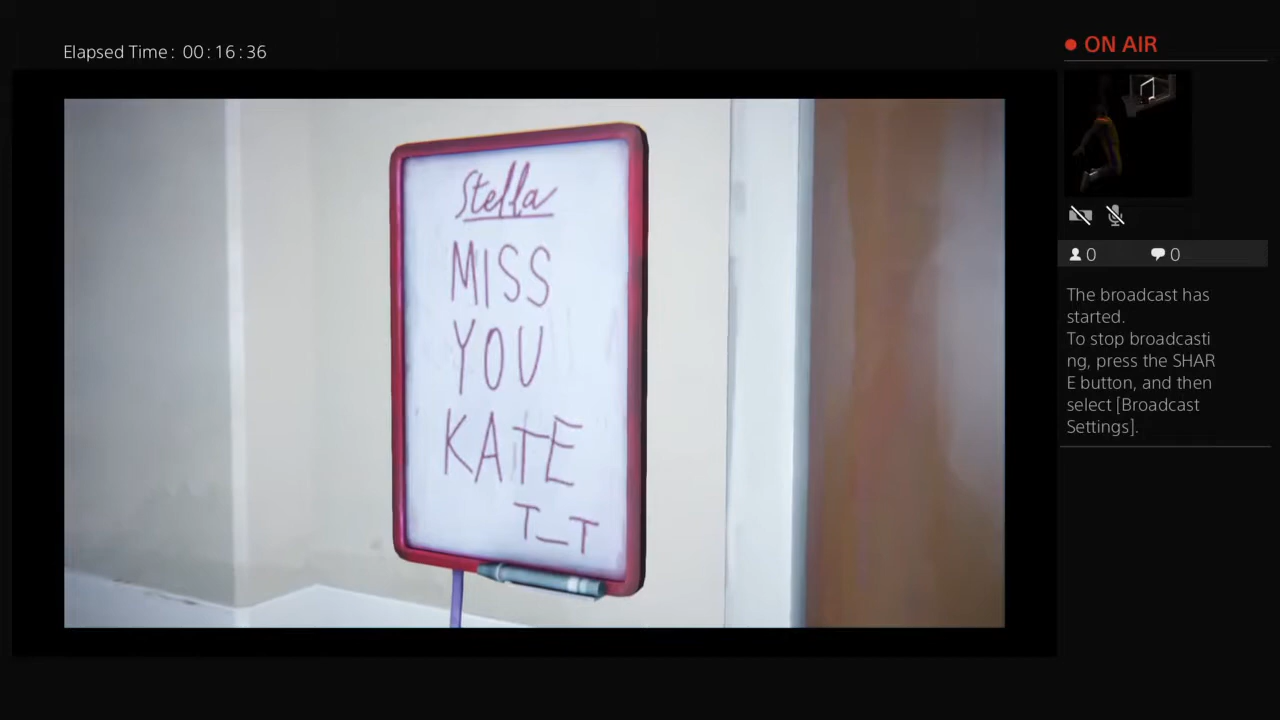 Elapsed Time: 00:16:36
ON AIR
Stella
MISS
YOU
KATE
T_T
0 0
The broadcast has
started.
To stop broadcasti
ng, press the SHAR
E button, and then
select [Broadcast
Settings].